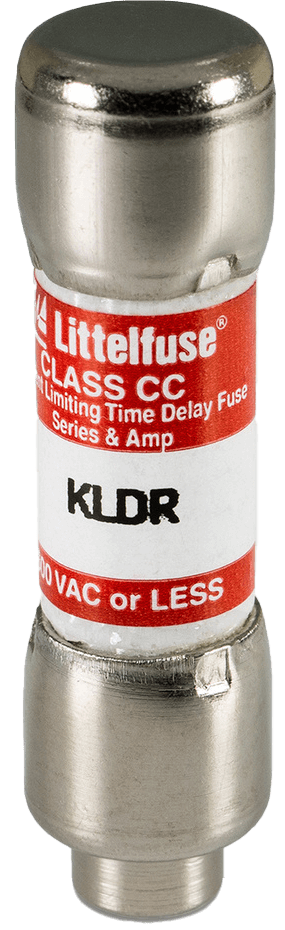 Littelfuse®
CLASS CC
Limiting Time Delay Fuse
Series & Amp
KLDR
VAC or LESS